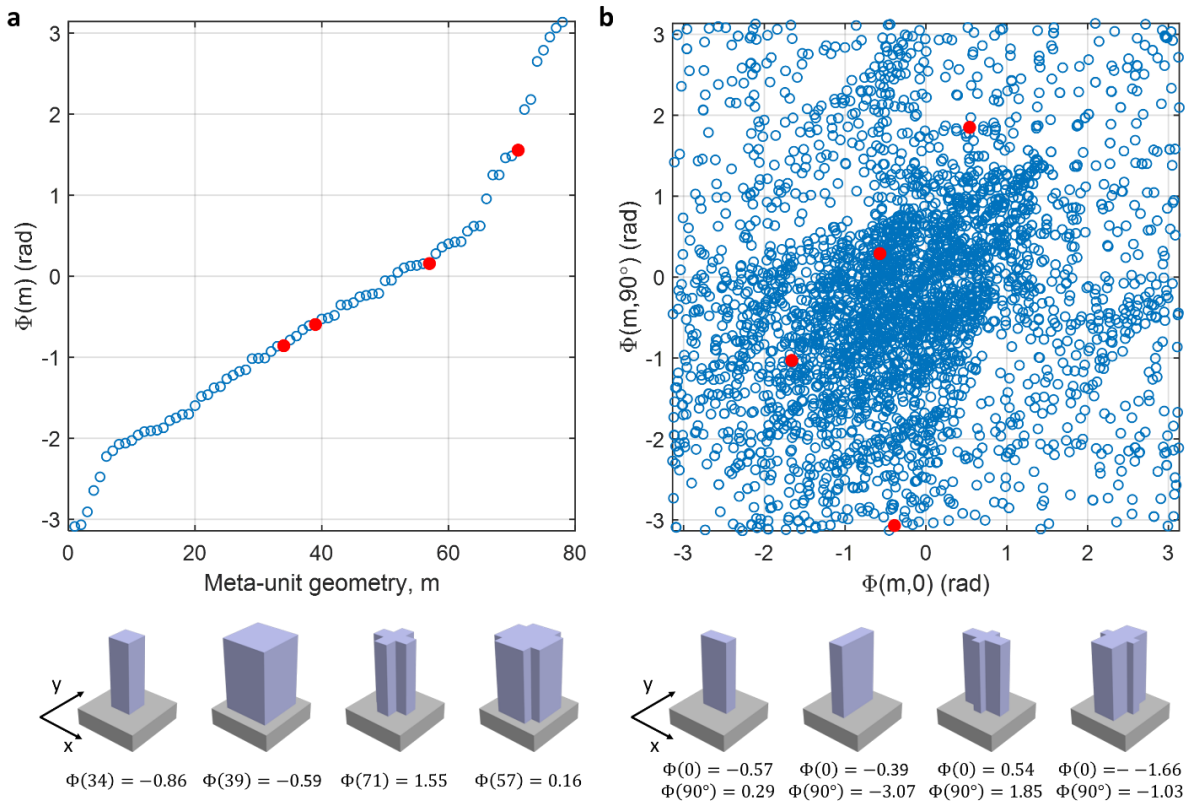 a
3
2
1
0
-1
-2
-3
Φ(m) (rad)
0 20 40 60 80
Meta-unit geometry, m
y
x
Φ(34) = −0.86 Φ(39) = −0.59 Φ(71) = 1.55 Φ(57) = 0.16
b
3
2
1
0
-1
-2
-3
Φ(m,90°) (rad)
-3 -2 -1 0 1 2 3
Φ(m,0) (rad)
y
x
Φ(0) = −0.57 Φ(0) = −0.39 Φ(0) = 0.54 Φ(0) =− −1.66
Φ(90°) = 0.29 Φ(90°) = −3.07 Φ(90°) = 1.85 Φ(90°) = −1.03